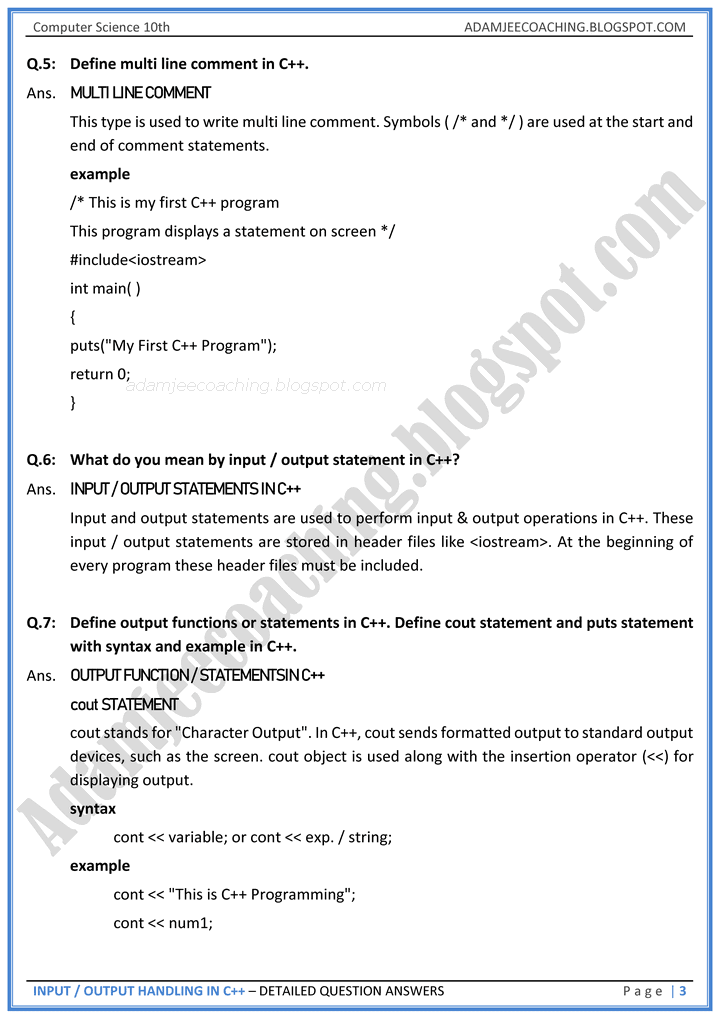 Computer Science 10th
ADAMJEECOACHING.BLOGSPOT.COM
Q.5: Define multi line comment in C++.
Ans. MULTI LINE COMMENT
This type is used to write multi line comment. Symbols ( /* and */ ) are used at the start and
end of comment statements.
example
/* This is my first C++ program
This program displays a statement on screen */
#include<iostream>
int main( )
{
puts("My First C++ Program");
return 0;
adamjeecoaching.blogspot.com
}
Q.6: What do you mean by input / output statement in C++?
Ans. INPUT / OUTPUT STATEMENTS IN C++
Input and output statements are used to perform input & output operations in C++. These
input / output statements are stored in header files like <iostream>. At the beginning of
every program these header files must be included.
Q.7: Define output functions or statements in C++. Define cout statement and puts statement
with syntax and example in C++.
Ans. OUTPUT FUNCTION / STATEMENTS IN C++
cout STATEMENT
cout stands for "Character Output". In C++, cout sends formatted output to standard output
devices, such as the screen. cout object is used along with the insertion operator (<<) for
displaying output.
syntax
cont << variable; or cont << exp. / string;
example
cont << "This is C++ Programming";
cont << num1;
Adamjeecoaching.blogspot.com
INPUT / OUTPUT HANDLING IN C++ – DETAILED QUESTION ANSWERS
Page | 3